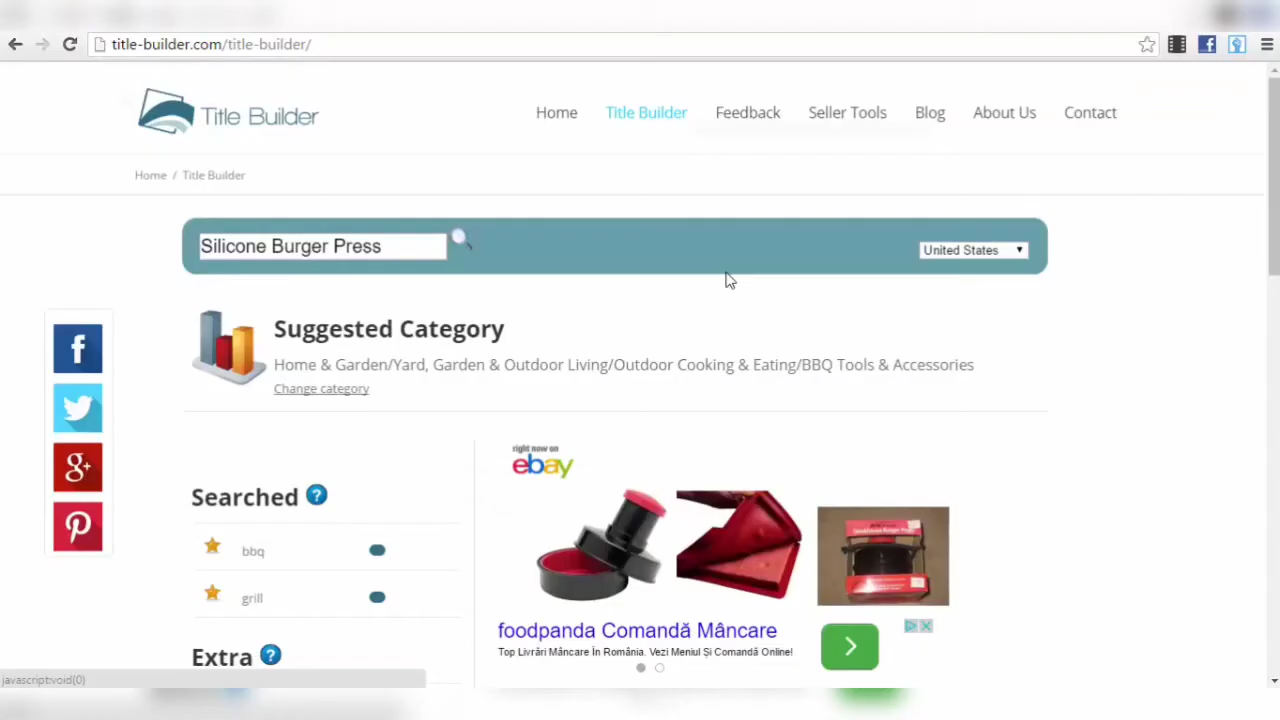 title-builder.com/title-builder/
Title Builder
Home Title Builder Feedback Seller Tools Blog About Us Contact
Home / Title Builder
Silicone Burger Press
United States
Suggested Category
Home & Garden/Yard, Garden & Outdoor Living/Outdoor Cooking & Eating/BBQ Tools & Accessories
Change category
right now on
ebay
Searched ?
bbq
grill
foodpanda Comandă Mâncare
Top Livrări Mâncare În România. Vezi Meniul Și Comandă Online!
Extra ?
javascript:void(0)